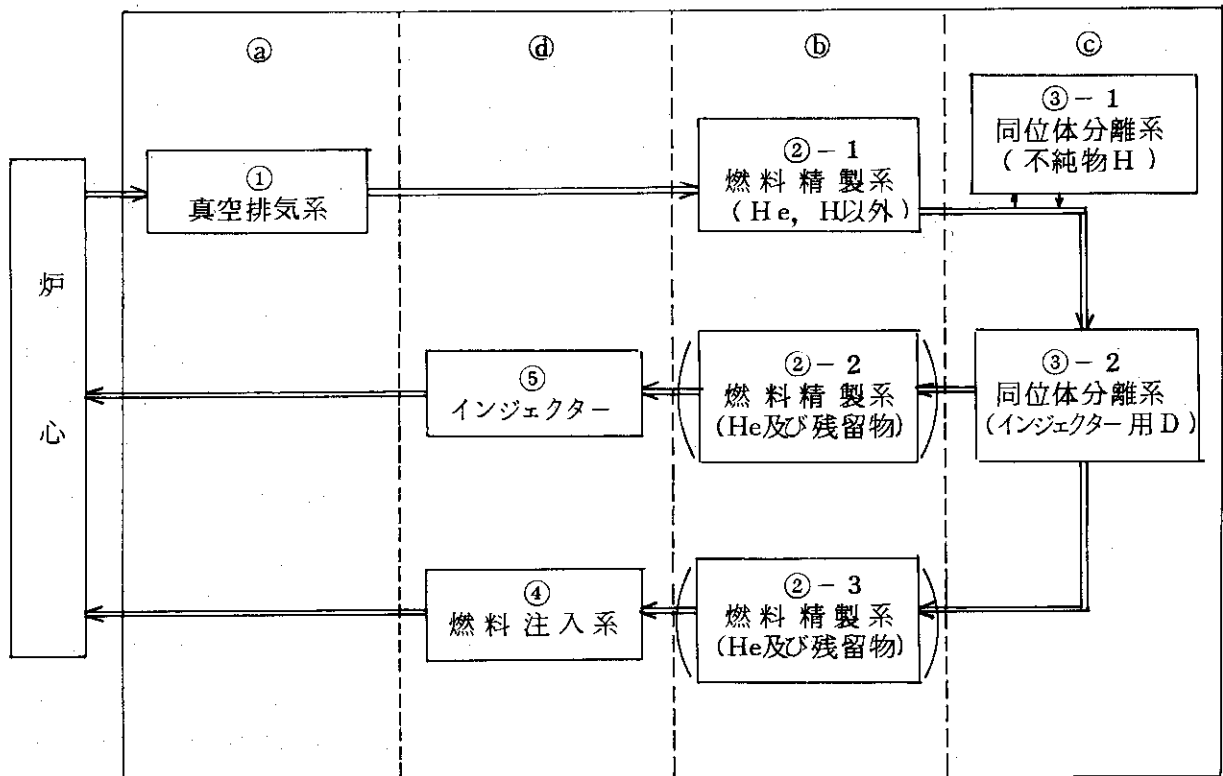 ⓐ
ⓓ
ⓑ
ⓒ
炉
心
①
真空排気系
②-1
燃料精製系
(He, H以外)
③-1
同位体分離系
(不純物H)
⑤
インジェクター
②-2
燃料精製系
(He及び残留物)
③-2
同位体分離系
(インジェクター用D)
④
燃料注入系
②-3
燃料精製系
(He及び残留物)